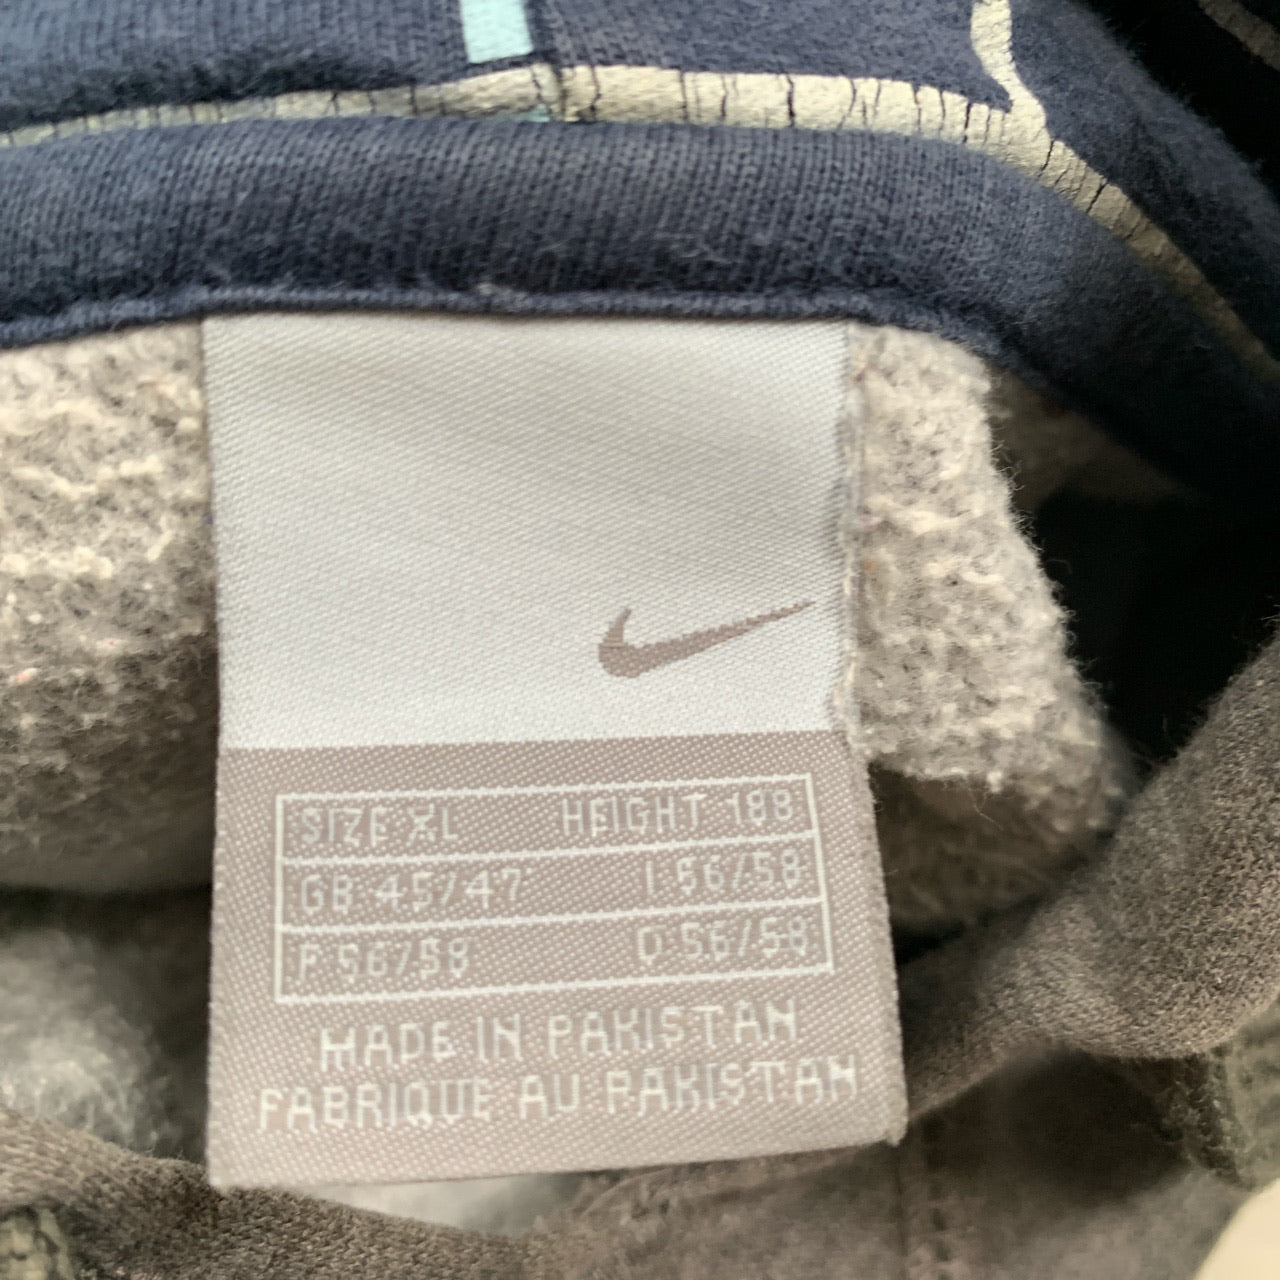 SIZE XL HEIGHT 188
GB 45/47" I 56/58
F 56/58 D 56/58
MADE IN PAKISTAN
FABRIQUE AU PAKISTAN